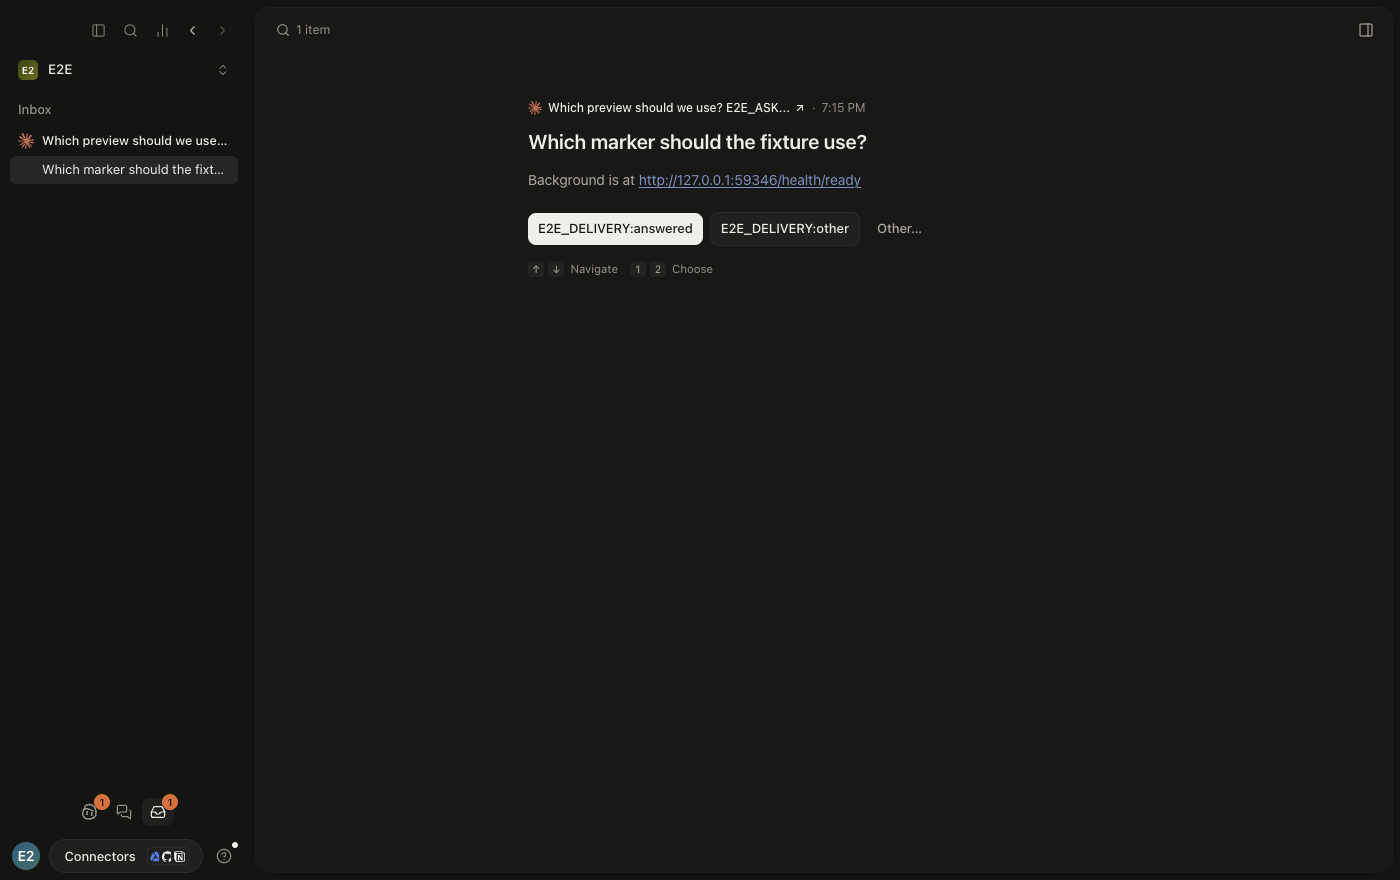 1 item
E2 E2E
Inbox
Which preview should we use...
Which marker should the fixt...
Which preview should we use? E2E_ASK... · 7:15 PM
Which marker should the fixture use?
Background is at http://127.0.0.1:59346/health/ready
E2E_DELIVERY:answered E2E_DELIVERY:other Other...
↑ ↓ Navigate 1 2 Choose
1 1
E2 Connectors